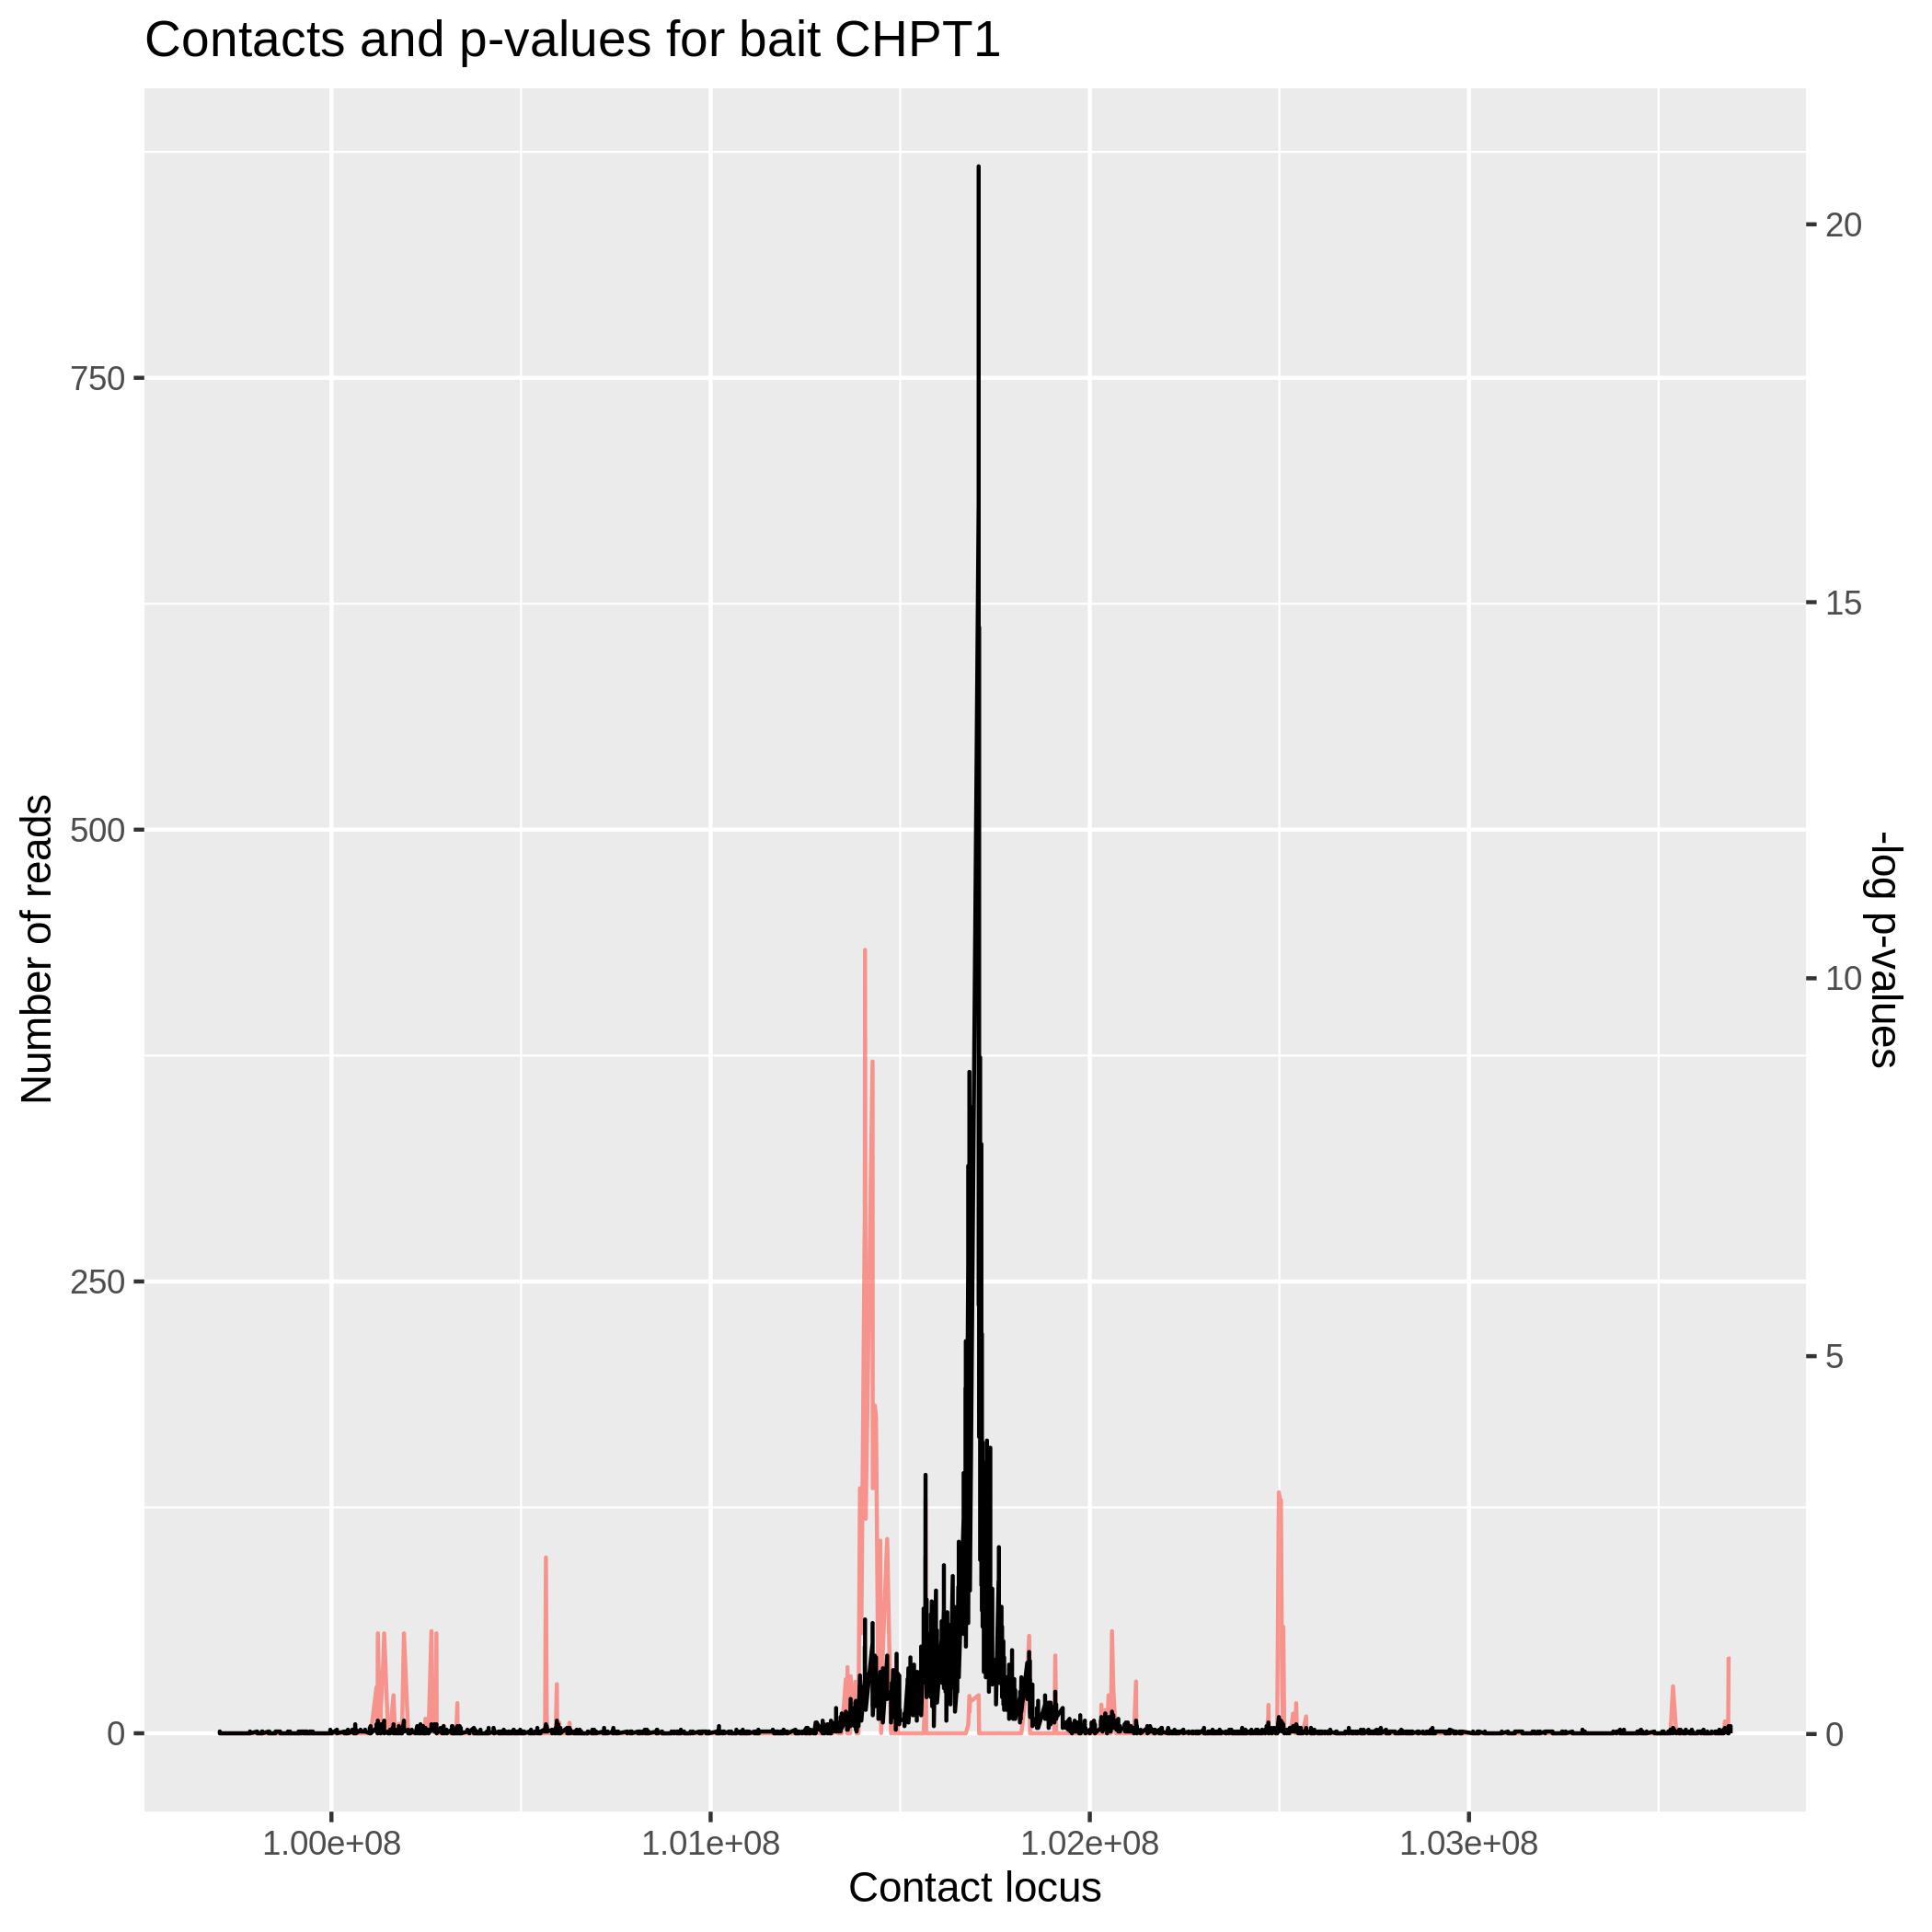 Contacts and p-values for bait CHPT1
Number of reads
750
500
250
0
20
15
10
5
0
-log p-values
1.00e+08
1.01e+08
1.02e+08
1.03e+08
Contact locus